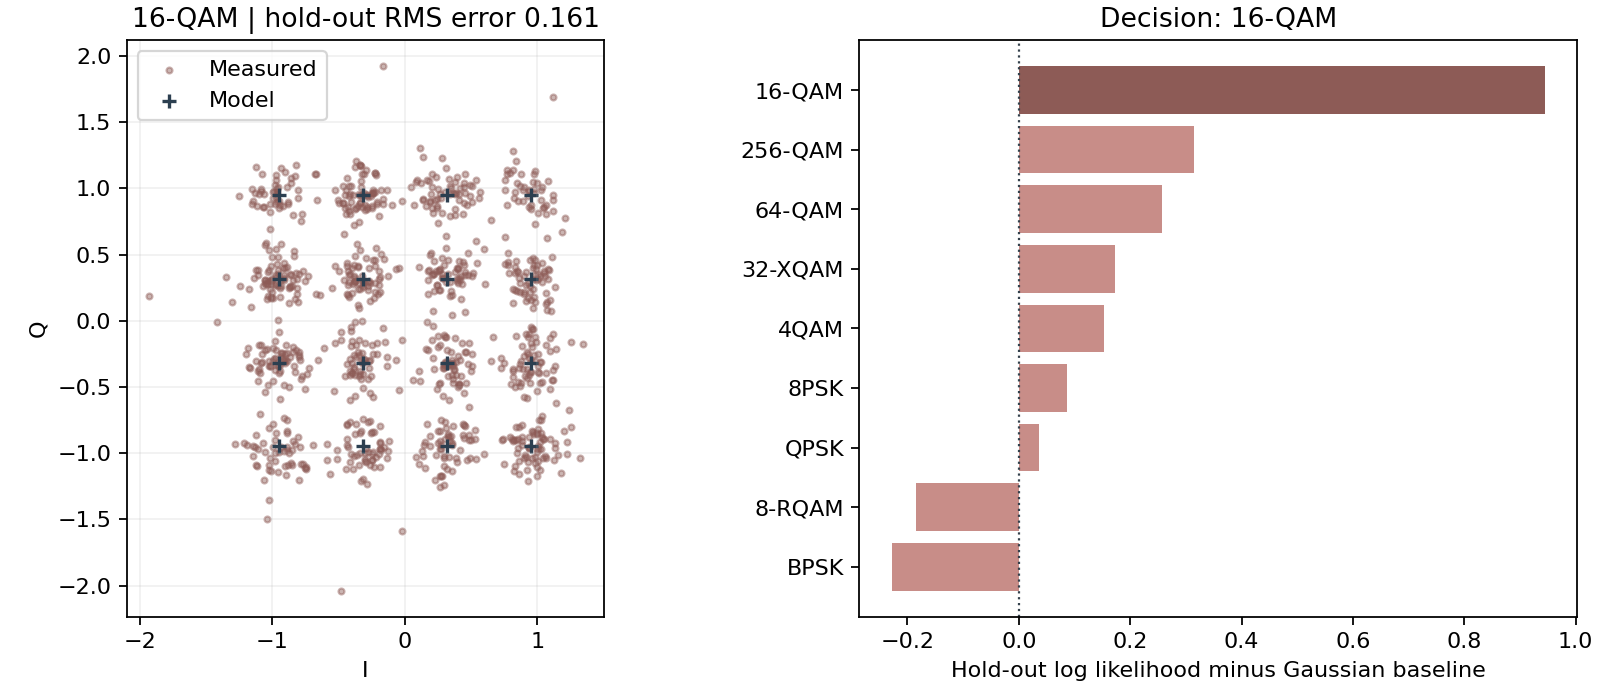 16-QAM | hold-out RMS error 0.161
Measured
Model
2.0
1.5
1.0
0.5
0.0
−0.5
−1.0
−1.5
−2.0
Q
−2
−1
0
1
I
Decision: 16-QAM
16-QAM
256-QAM
64-QAM
32-XQAM
4QAM
8PSK
QPSK
8-RQAM
BPSK
−0.2
0.0
0.2
0.4
0.6
0.8
1.0
Hold-out log likelihood minus Gaussian baseline